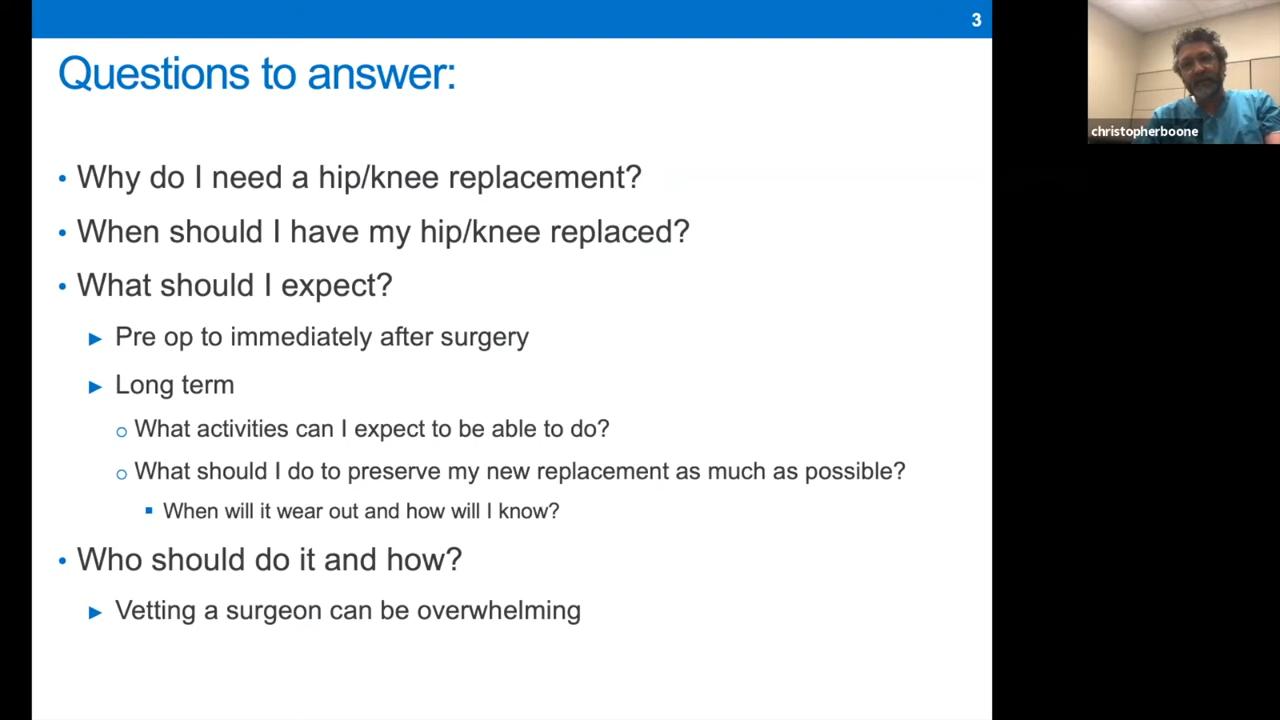 3
Questions to answer:
• Why do I need a hip/knee replacement?
• When should I have my hip/knee replaced?
• What should I expect?
► Pre op to immediately after surgery
► Long term
o What activities can I expect to be able to do?
o What should I do to preserve my new replacement as much as possible?
▪ When will it wear out and how will I know?
• Who should do it and how?
► Vetting a surgeon can be overwhelming
christopherboone